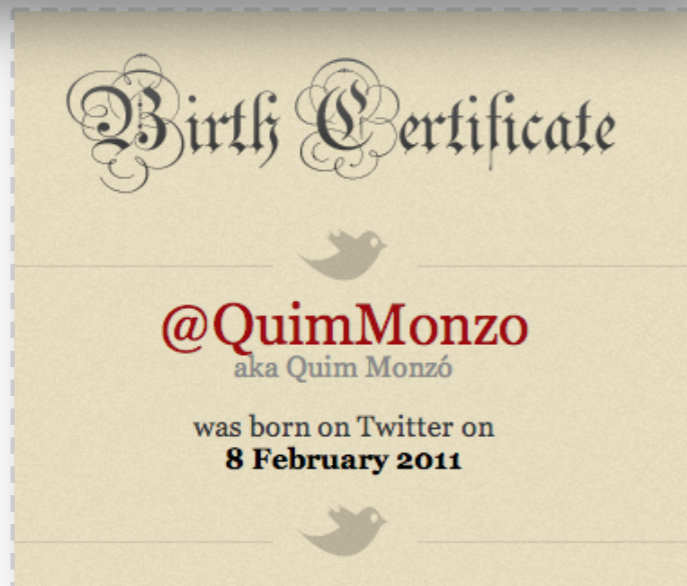 Birth Certificate
@QuimMonzo
aka Quim Monzó
was born on Twitter on
8 February 2011